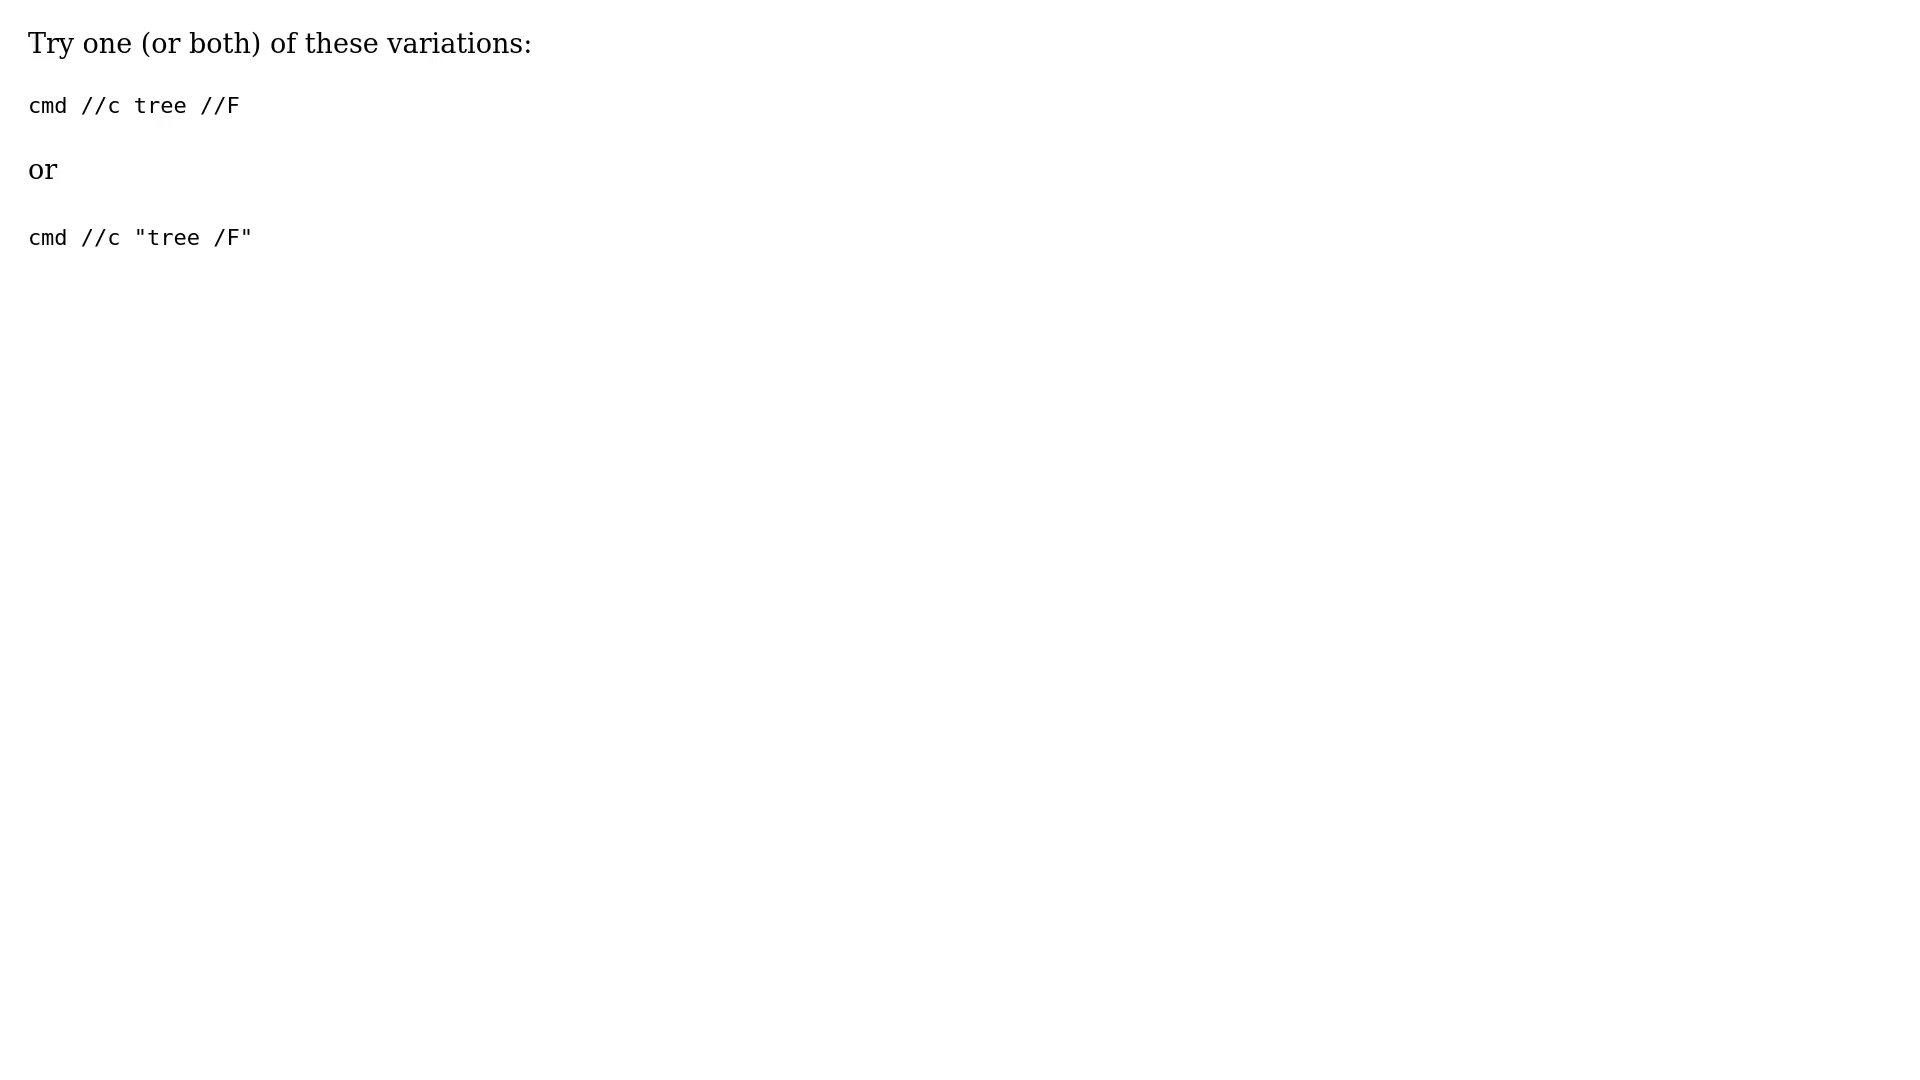 Try one (or both) of these variations:
cmd //c tree //F
or
cmd //c "tree /F"